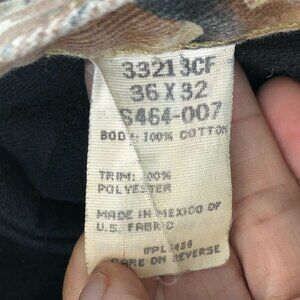 33213CF
36 X 32
6464-007
BODY: 100% COTTON
TRIM: 100%
POLYESTER
MADE IN MEXICO OF
U.S. FABRIC
CARE ON REVERSE